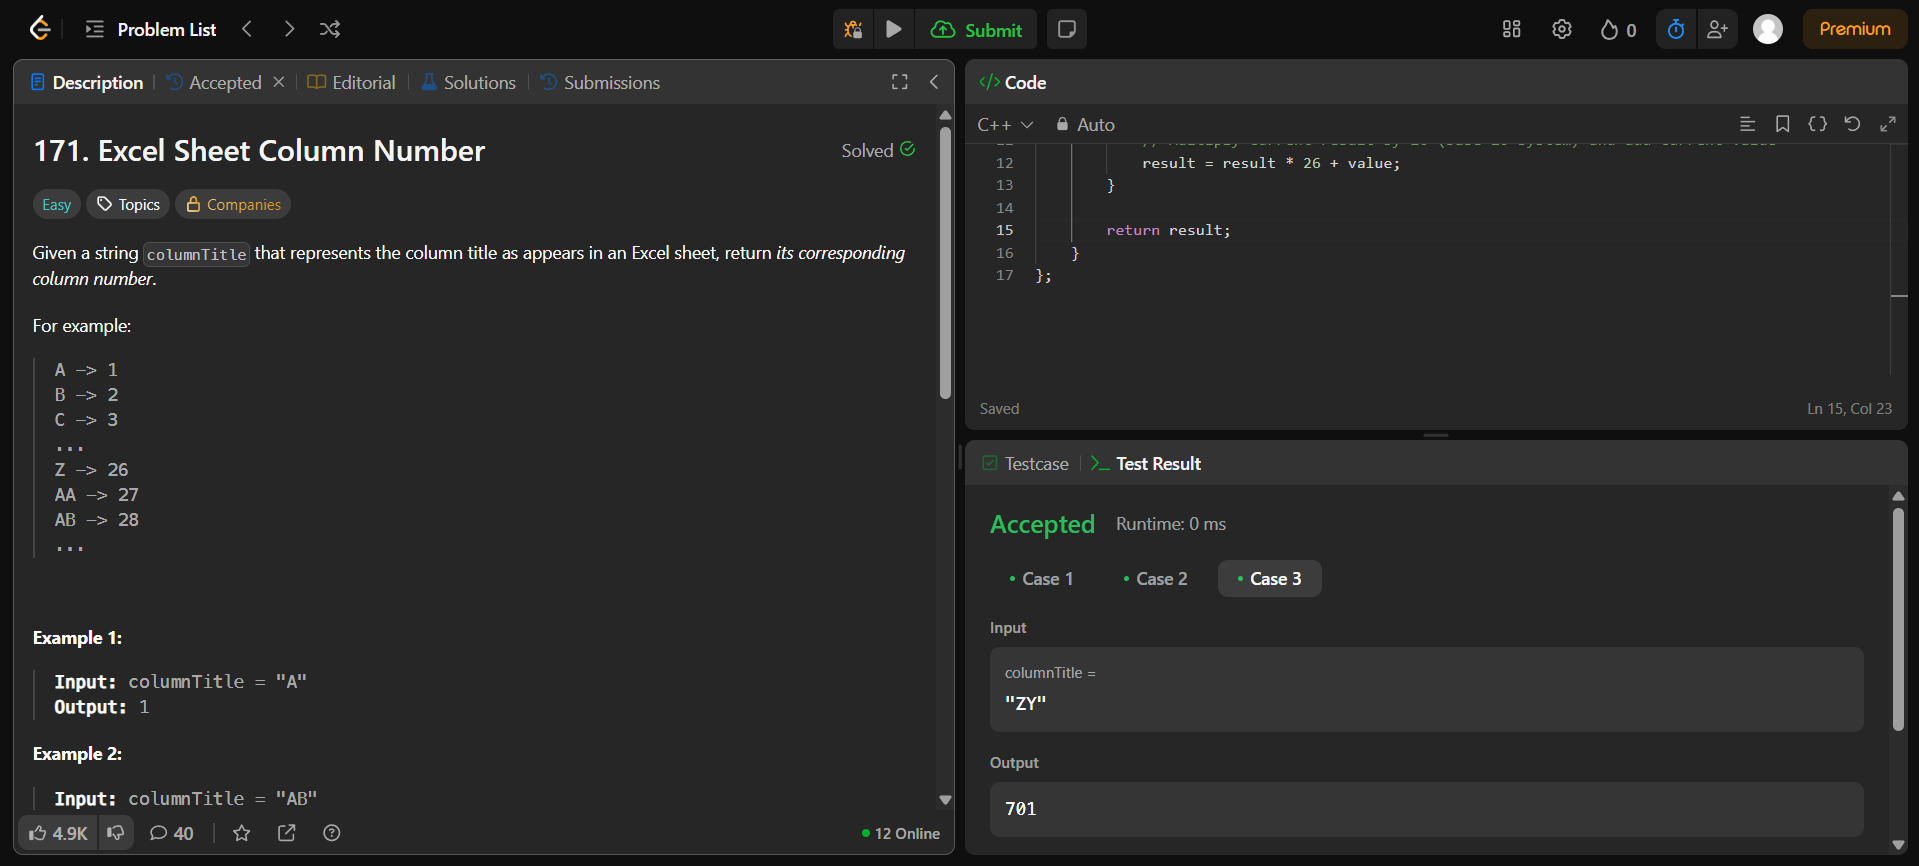 Problem List
Submit
0
Premium
Description
Accepted
Editorial
Solutions
Submissions
171. Excel Sheet Column Number
Solved
Easy
Topics
Companies
Given a string columnTitle that represents the column title as appears in an Excel sheet, return its corresponding
column number.
For example:
A -> 1
B -> 2
C -> 3
...
Z -> 26
AA -> 27
AB -> 28
...
Example 1:
Input: columnTitle = "A"
Output: 1
Example 2:
Input: columnTitle = "AB"
4.9K
40
12 Online
</> Code
C++
Auto
12 result = result * 26 + value;
13 }
14
15 return result;
16 }
17 };
Saved
Ln 15, Col 23
Testcase
Test Result
Accepted
Runtime: 0 ms
Case 1
Case 2
Case 3
Input
columnTitle =
"ZY"
Output
701